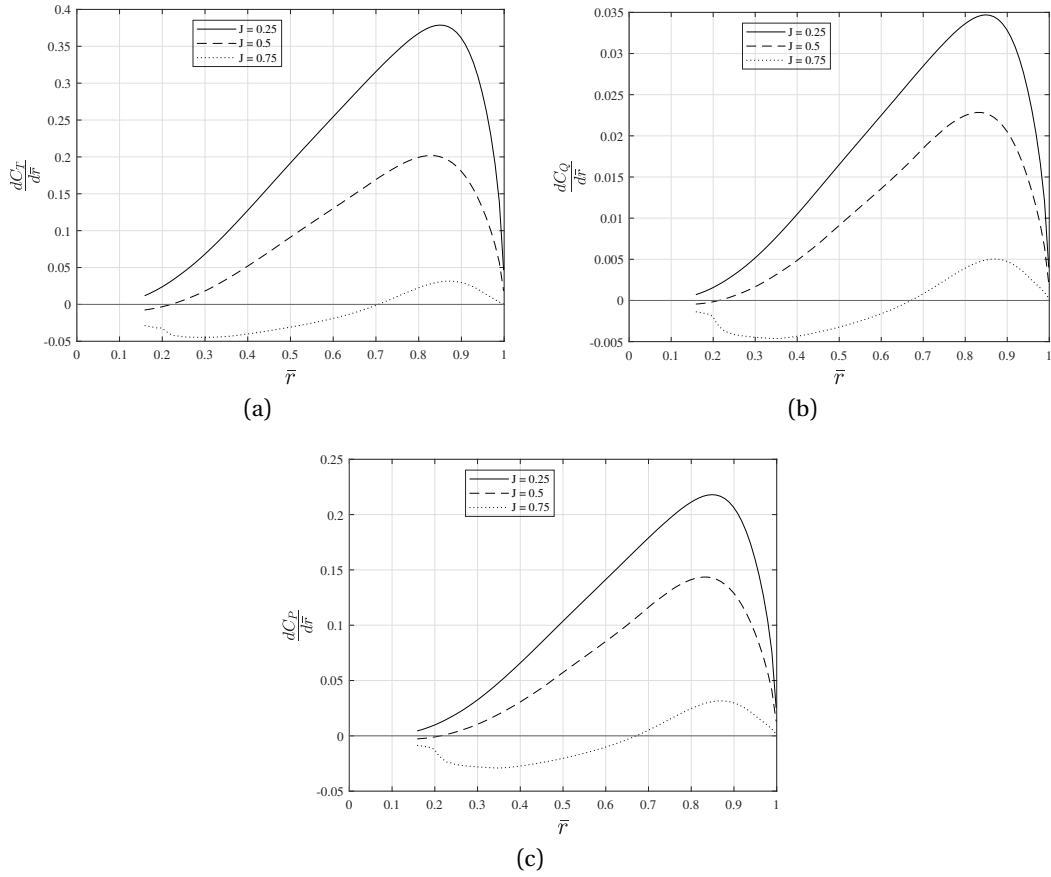 0.4
0.35
0.3
0.25
0.2
0.15
0.1
0.05
0
-0.05
dC_T
dr̄
J = 0.25
J = 0.5
J = 0.75
0 0.1 0.2 0.3 0.4 0.5 0.6 0.7 0.8 0.9 1
r̄
(a)
0.035
0.03
0.025
0.02
0.015
0.01
0.005
0
-0.005
dC_Q
dr̄
J = 0.25
J = 0.5
J = 0.75
0 0.1 0.2 0.3 0.4 0.5 0.6 0.7 0.8 0.9 1
r̄
(b)
0.25
0.2
0.15
0.1
0.05
0
-0.05
dC_P
dr̄
J = 0.25
J = 0.5
J = 0.75
0 0.1 0.2 0.3 0.4 0.5 0.6 0.7 0.8 0.9 1
r̄
(c)